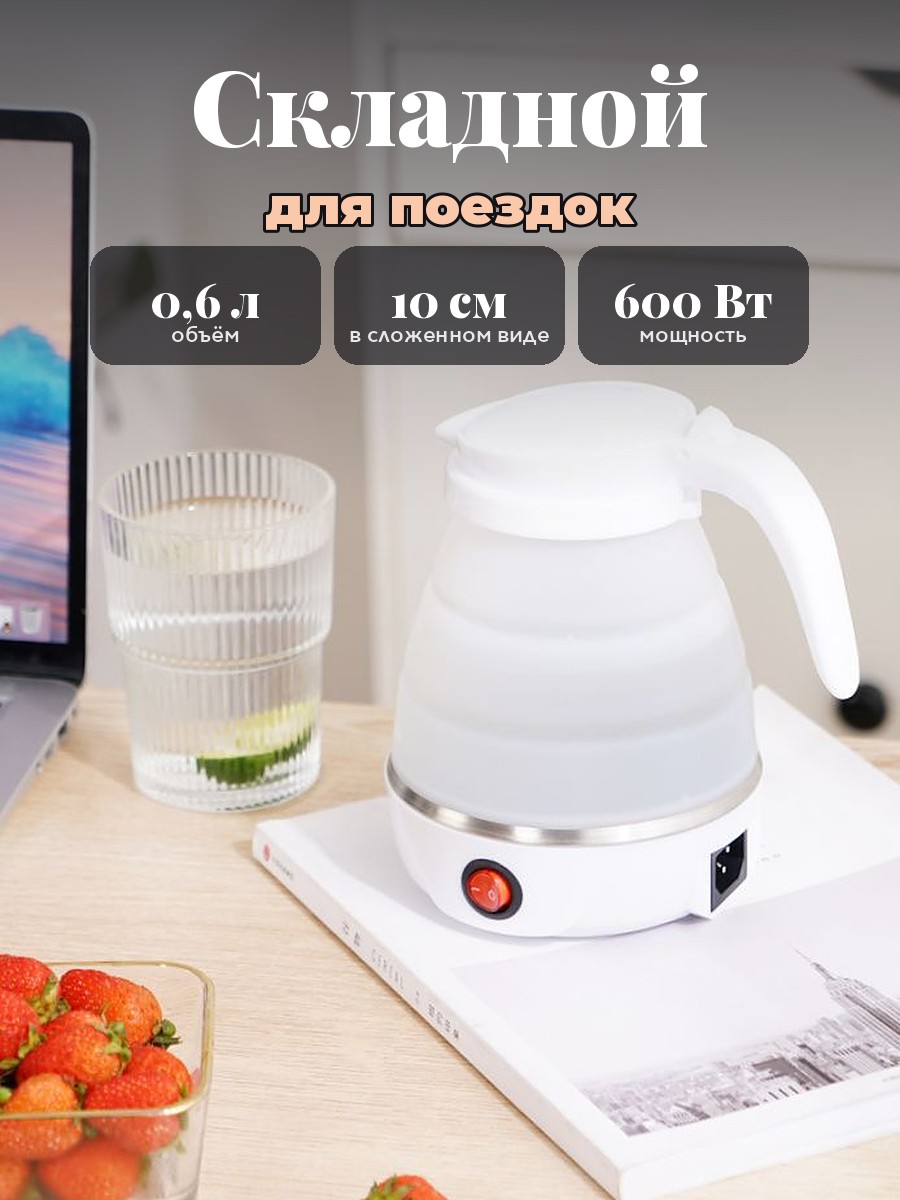 Складной
для поездок
0,6 л
объём
10 см
в сложенном виде
600 Вт
мощность